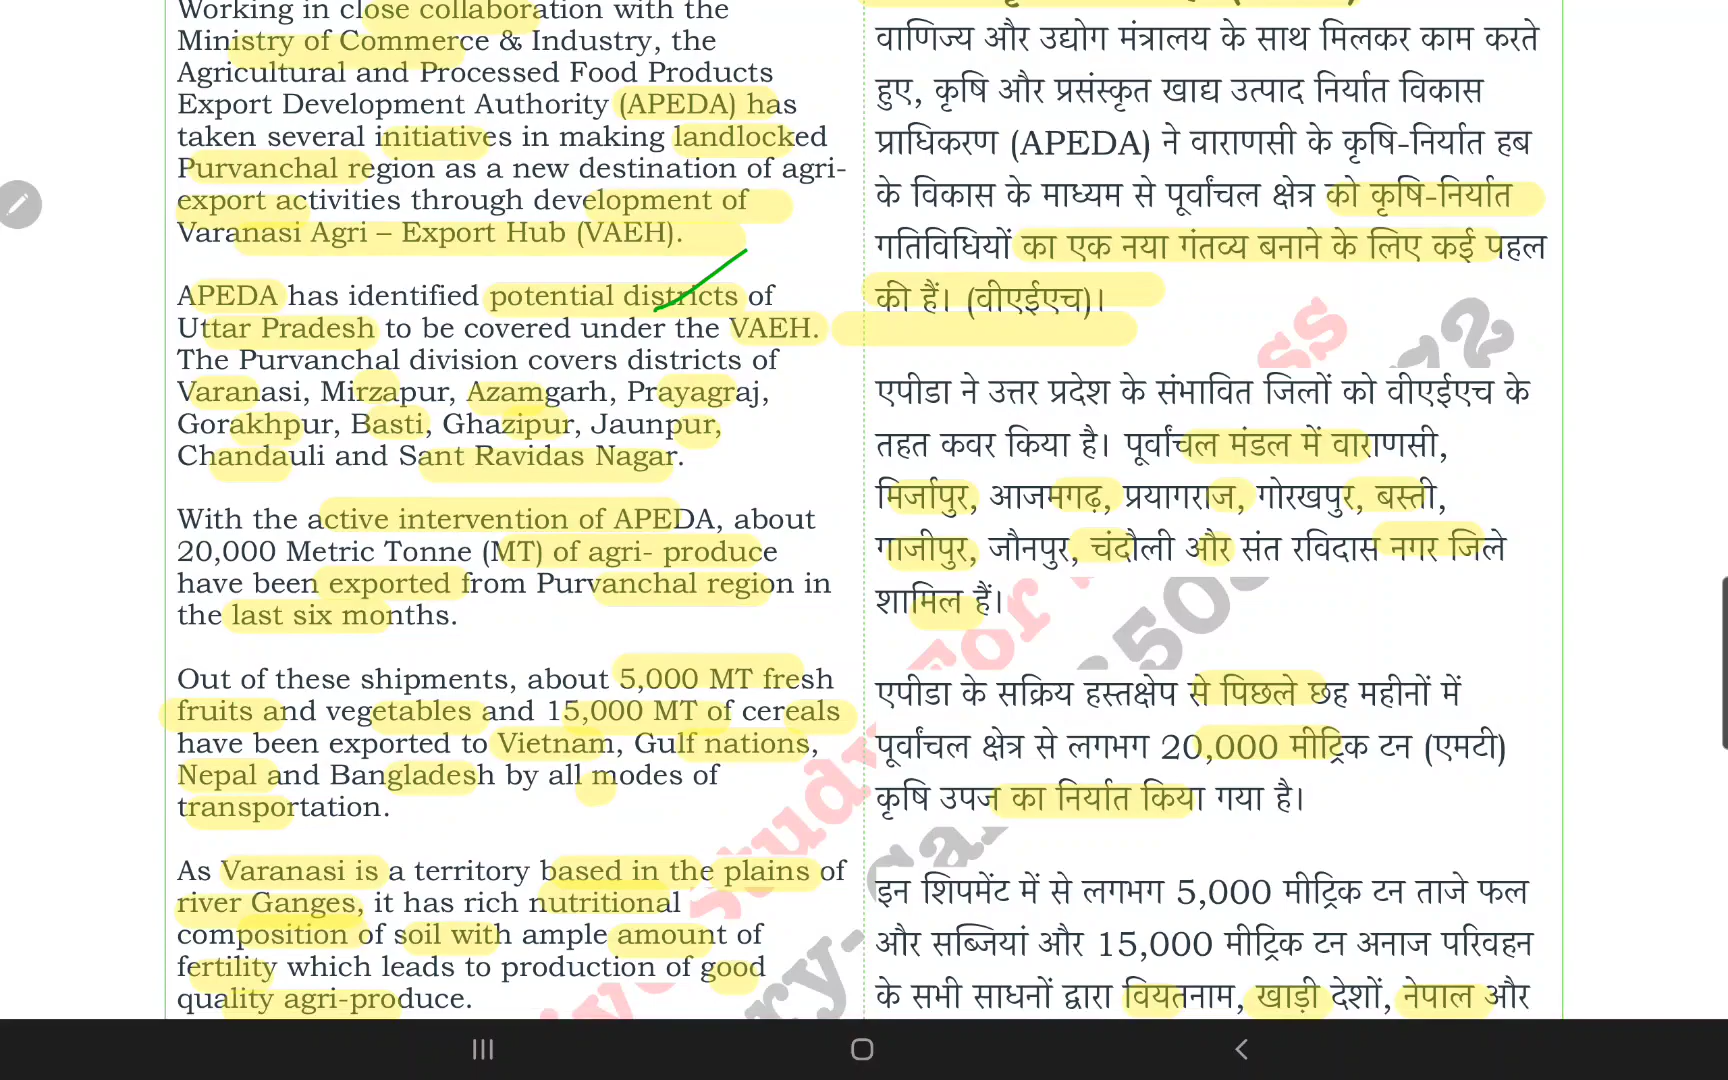 Working in close collaboration with the
Ministry of Commerce & Industry, the
Agricultural and Processed Food Products
Export Development Authority (APEDA) has
taken several initiatives in making landlocked
Purvanchal region as a new destination of agri-
export activities through development of
Varanasi Agri – Export Hub (VAEH).
APEDA has identified potential districts of
Uttar Pradesh to be covered under the VAEH.
The Purvanchal division covers districts of
Varanasi, Mirzapur, Azamgarh, Prayagraj,
Gorakhpur, Basti, Ghazipur, Jaunpur,
Chandauli and Sant Ravidas Nagar.
With the active intervention of APEDA, about
20,000 Metric Tonne (MT) of agri- produce
have been exported from Purvanchal region in
the last six months.
Out of these shipments, about 5,000 MT fresh
fruits and vegetables and 15,000 MT of cereals
have been exported to Vietnam, Gulf nations,
Nepal and Bangladesh by all modes of
transportation.
As Varanasi is a territory based in the plains of
river Ganges, it has rich nutritional
composition of soil with ample amount of
fertility which leads to production of good
quality agri-produce.
वाणिज्य और उद्योग मंत्रालय के साथ मिलकर काम करते
हुए, कृषि और प्रसंस्कृत खाद्य उत्पाद निर्यात विकास
प्राधिकरण (APEDA) ने वाराणसी के कृषि-निर्यात हब
के विकास के माध्यम से पूर्वांचल क्षेत्र को कृषि-निर्यात
गतिविधियों का एक नया गंतव्य बनाने के लिए कई पहल
की हैं। (वीएईएच)।
एपीडा ने उत्तर प्रदेश के संभावित जिलों को वीएईएच के
तहत कवर किया है। पूर्वांचल मंडल में वाराणसी,
मिर्जापुर, आजमगढ़, प्रयागराज, गोरखपुर, बस्ती,
गाजीपुर, जौनपुर, चंदौली और संत रविदास नगर जिले
शामिल हैं।
एपीडा के सक्रिय हस्तक्षेप से पिछले छह महीनों में
पूर्वांचल क्षेत्र से लगभग 20,000 मीट्रिक टन (एमटी)
कृषि उपज का निर्यात किया गया है।
इन शिपमेंट में से लगभग 5,000 मीट्रिक टन ताजे फल
और सब्जियां और 15,000 मीट्रिक टन अनाज परिवहन
के सभी साधनों द्वारा वियतनाम, खाड़ी देशों, नेपाल और